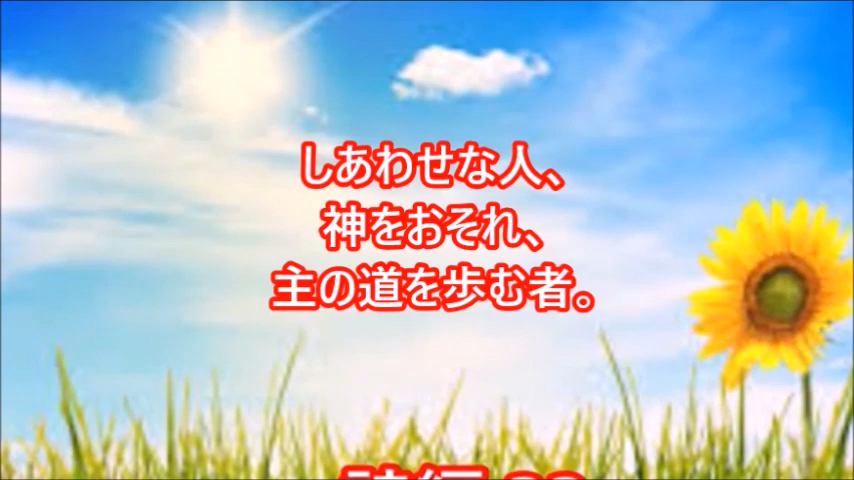 しあわせな人、
神をおそれ、
主の道を歩む者。